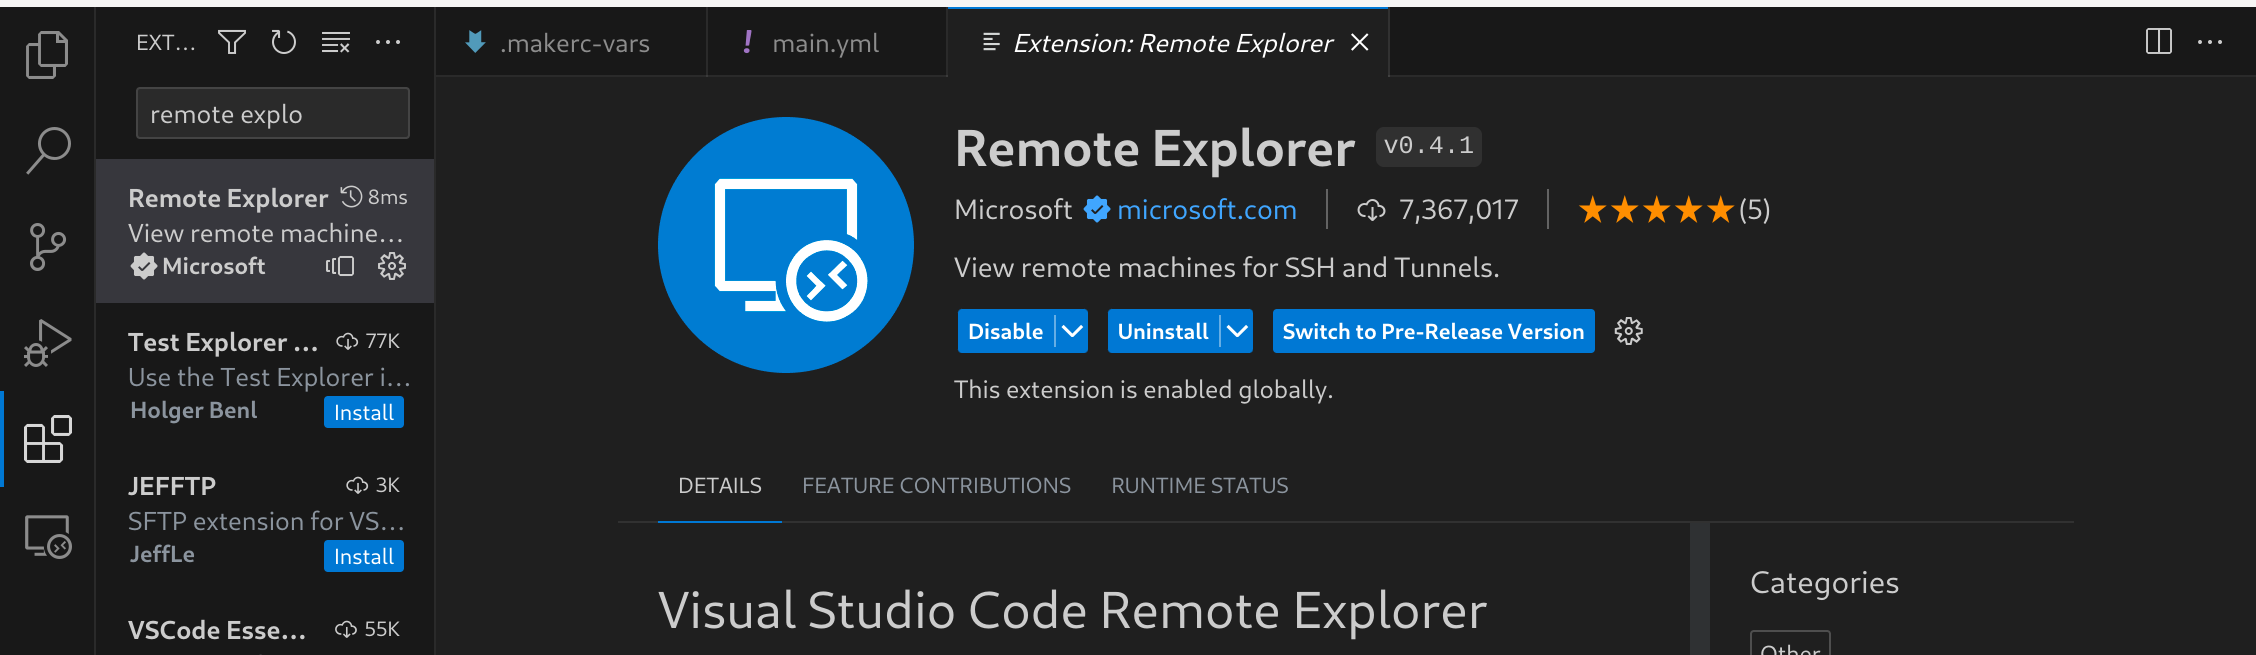 EXT...
remote explo
Remote Explorer 8ms
View remote machine...
Microsoft
Test Explorer ... 77K
Use the Test Explorer i...
Holger Benl Install
JEFFTP 3K
SFTP extension for VS...
JeffLe Install
VSCode Esse... 55K
.makerc-vars ! main.yml Extension: Remote Explorer
Remote Explorer v0.4.1
Microsoft microsoft.com 7,367,017 (5)
View remote machines for SSH and Tunnels.
Disable Uninstall Switch to Pre-Release Version
This extension is enabled globally.
DETAILS FEATURE CONTRIBUTIONS RUNTIME STATUS
Visual Studio Code Remote Explorer
Categories
Other